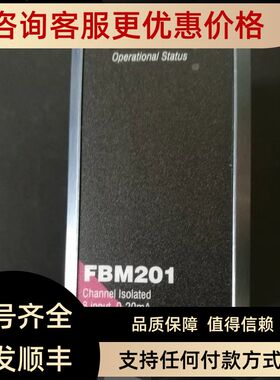 咨询客服更优惠价格
Operational Status
FBM201
Channel Isolated
8 input, 0-20mA
号齐全
发顺丰
品质保障 值得信赖
支持任何付款方式